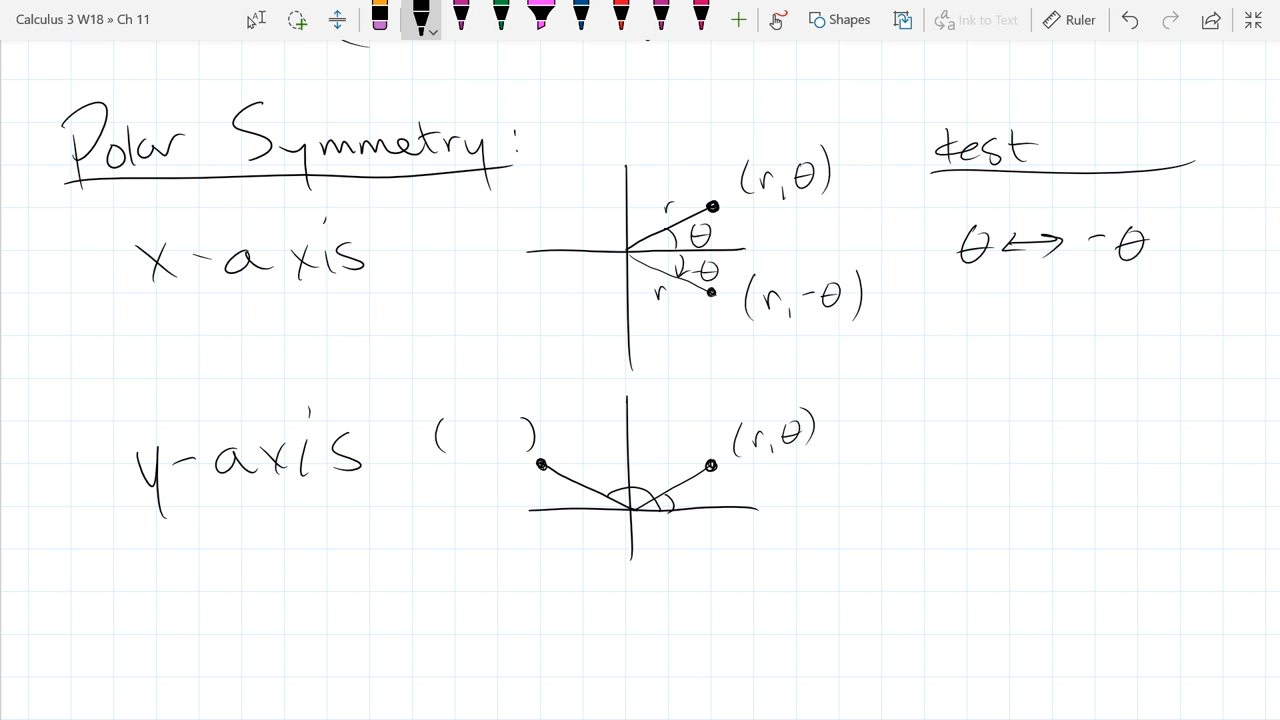 Calculus 3 W18 » Ch 11
Shapes
Ink to Text
Ruler
Polar Symmetry:
test
(r, θ)
r
θ
x-axis
θ ↔ -θ
-θ
r
(r, -θ)
y-axis
( )
(r, θ)